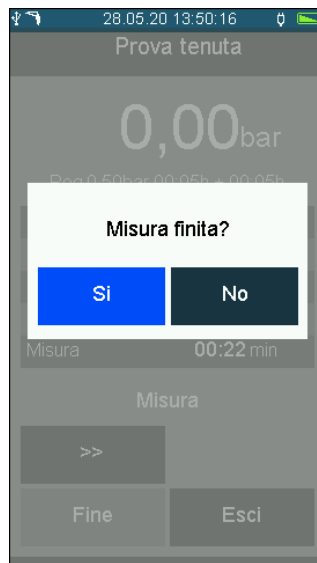 28.05.20 13:50:16
Prova tenuta
0,00bar
Reg 0,50bar 00:05h + 00:05h
Misura finita?
Si No
Misura 00:22 min
Misura
>>
Fine Esci